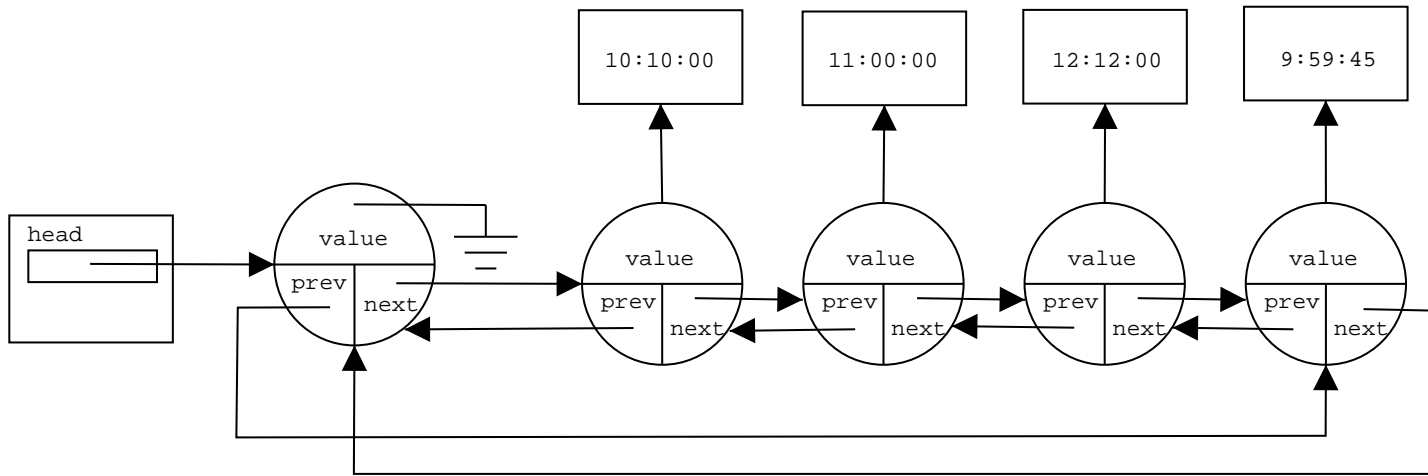 10:10:00
11:00:00
12:12:00
9:59:45
head
value
prev
next
value
prev
next
value
prev
next
value
prev
next
value
prev
next